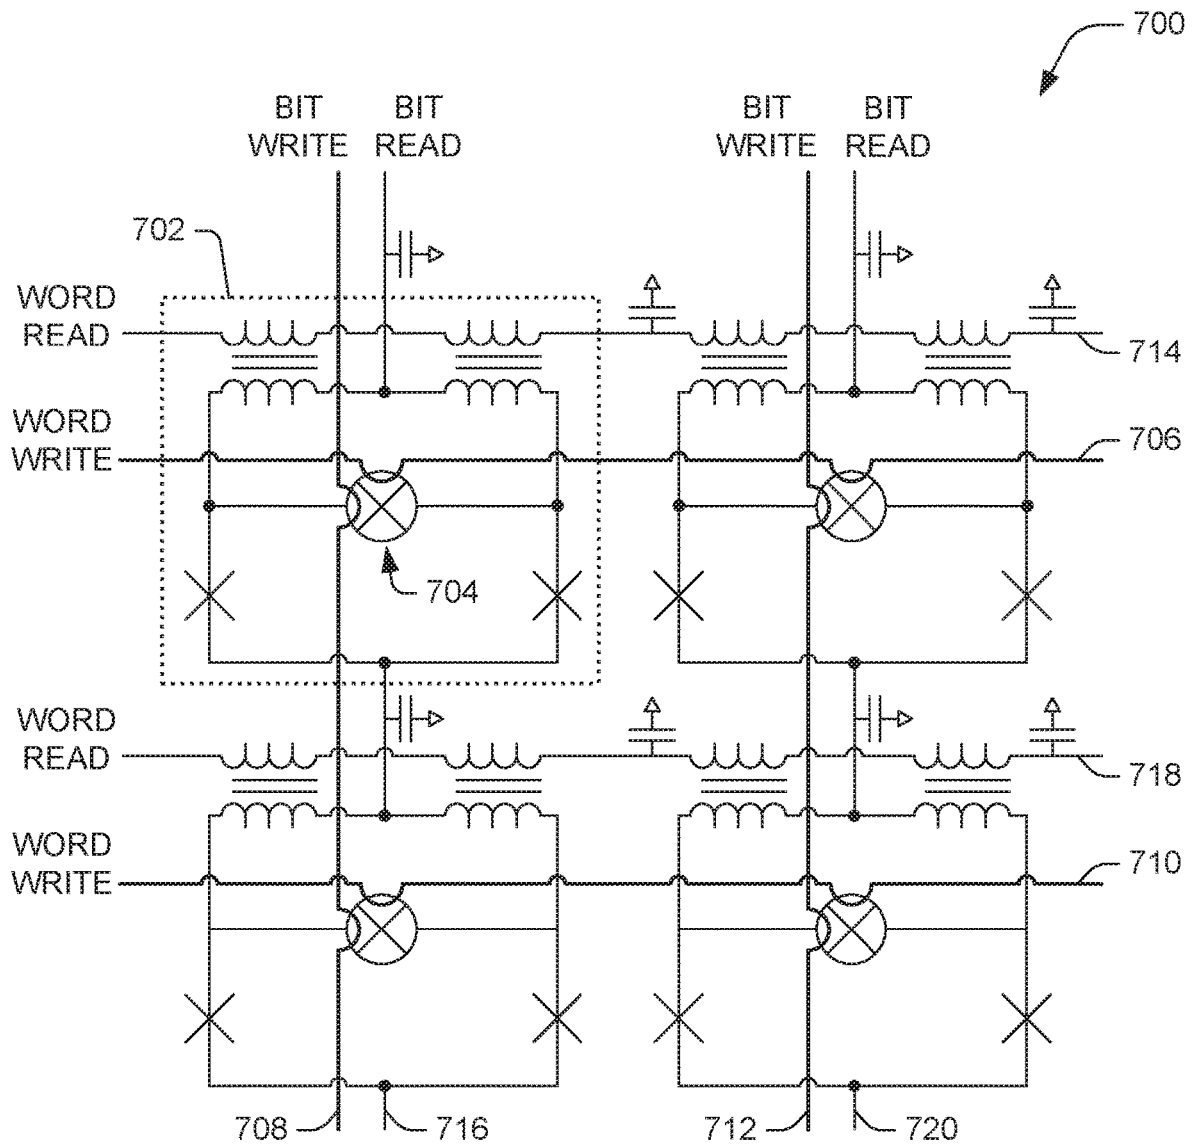 700
BIT
WRITE
BIT
READ
BIT
WRITE
BIT
READ
702
WORD
READ
714
WORD
WRITE
706
704
WORD
READ
718
WORD
WRITE
710
708
716
712
720